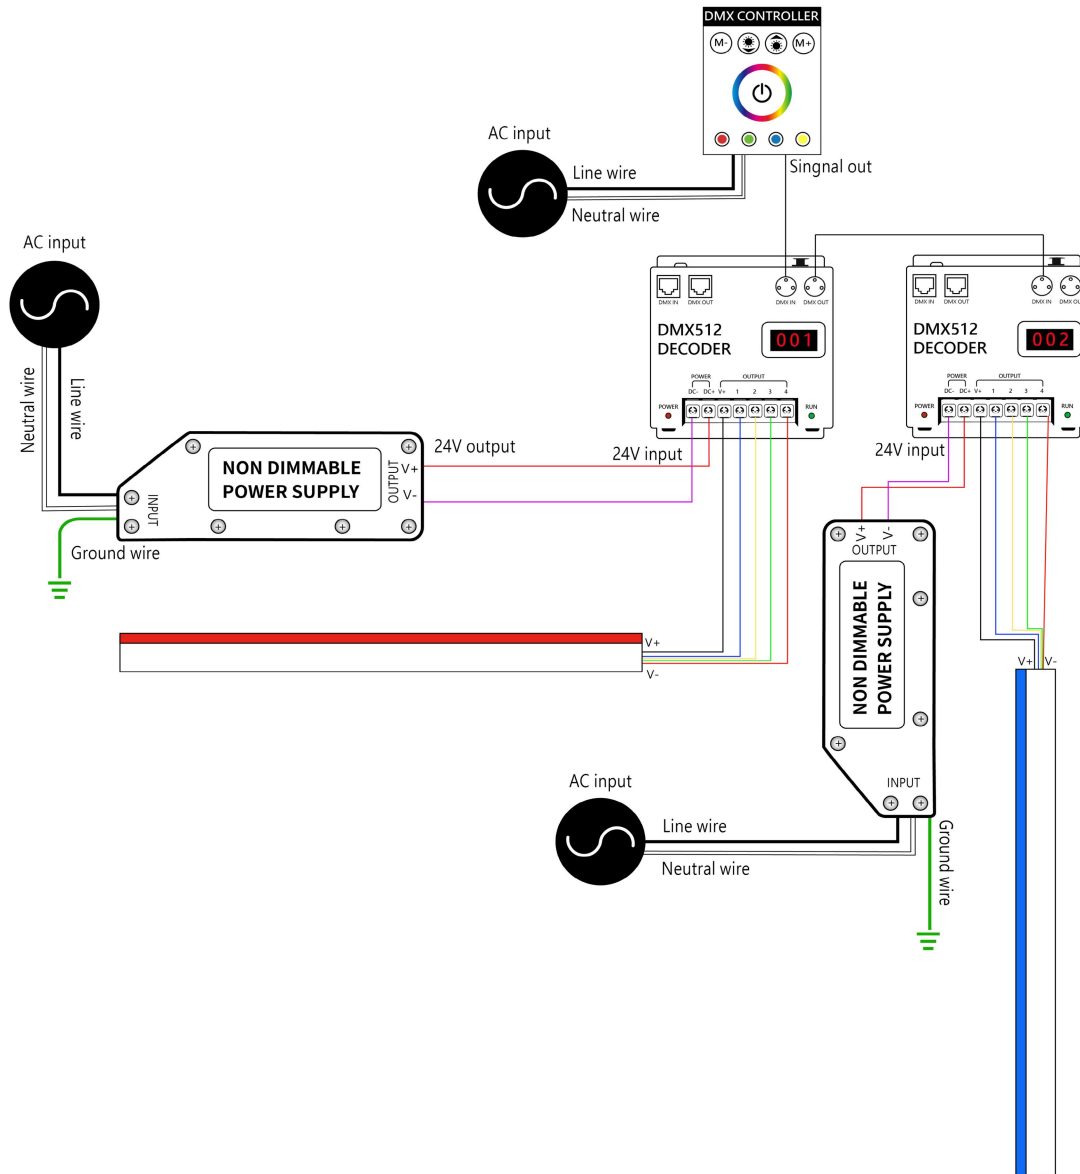 DMX CONTROLLER
M-
M+
AC input
Line wire
Neutral wire
Singnal out
AC input
Neutral wire
Line wire
DMX IN
DMX OUT
DMX IN
DMX OUT
DMX512
DECODER
001
POWER
OUTPUT
DC-
DC+
V+
1
2
3
4
POWER
RUN
DMX IN
DMX OUT
DMX IN
DMX OU
DMX512
DECODER
002
POWER
OUTPUT
DC-
DC+
V+
1
2
3
4
POWER
RUN
24V output
24V input
24V input
INPUT
NON DIMMABLE
POWER SUPPLY
OUTPUT
V+
V-
Ground wire
V+
V-
OUTPUT
NON DIMMABLE
POWER SUPPLY
INPUT
V+
V-
V+
V-
AC input
Line wire
Neutral wire
Ground wire